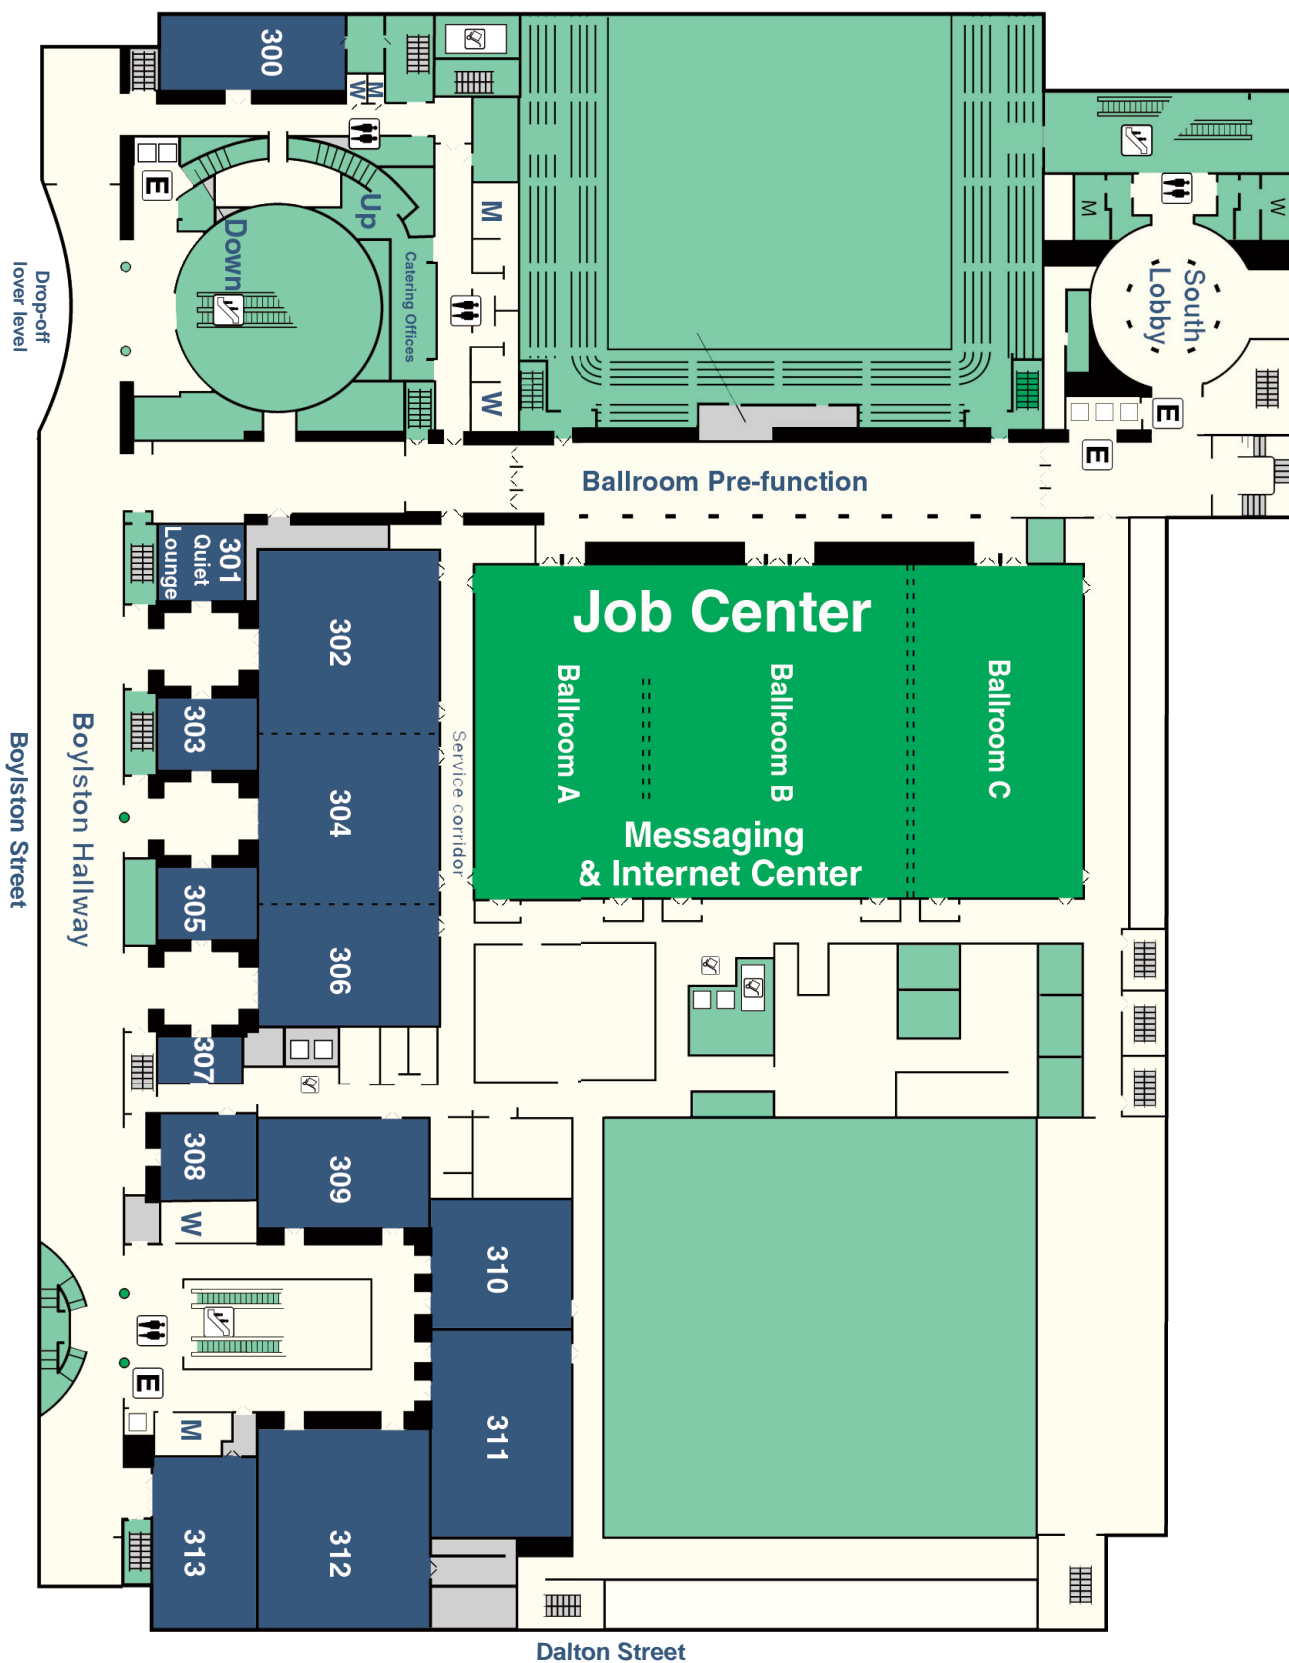 300
W
M
E
Down
Up
Catering Offices
M
W
M
W
South
Lobby
E
E
Drop-off
lover level
Ballroom Pre-function
301
Quiet
Lounge
302
303
304
305
306
307
308
309
310
311
312
313
Job Center
Ballroom A
Ballroom B
Ballroom C
Messaging
& Internet Center
Service corridor
Boylston Hallway
Boylston Street
W
E
M
Dalton Street